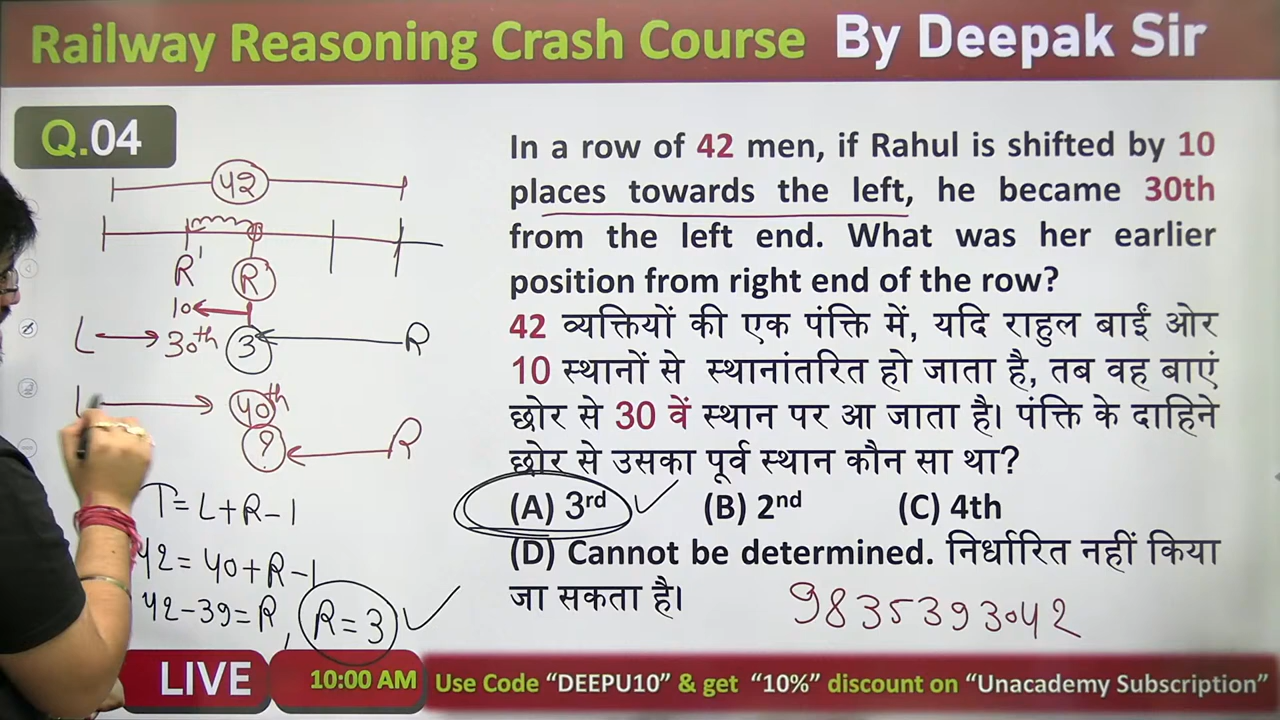 Railway Reasoning Crash Course By Deepak Sir
Q.04
42
R'
R
10
L → 30th 3 ← R
L → 40th
? ← R
T=L+R-1
42=40+R-1
42-39=R, R=3
In a row of 42 men, if Rahul is shifted by 10
places towards the left, he became 30th
from the left end. What was her earlier
position from right end of the row?
42 व्यक्तियों की एक पंक्ति में, यदि राहुल बाईं ओर
10 स्थानों से स्थानांतरित हो जाता है, तब वह बाएं
छोर से 30 वें स्थान पर आ जाता है। पंक्ति के दाहिने
छोर से उसका पूर्व स्थान कौन सा था?
(A) 3rd (B) 2nd (C) 4th
(D) Cannot be determined. निर्धारित नहीं किया
जा सकता है।
9835393042
LIVE 10:00 AM Use Code “DEEPU10” & get “10%” discount on “Unacademy Subscription”